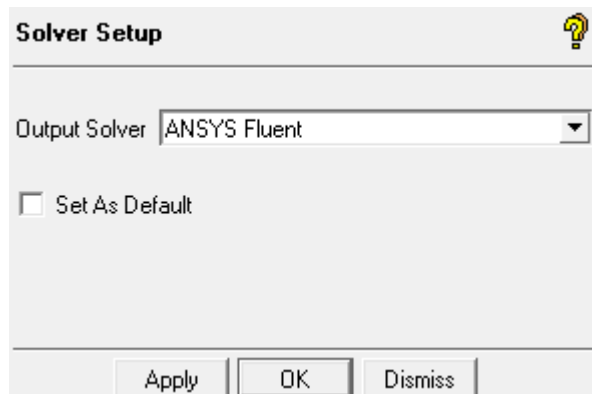 Solver Setup
Output Solver ANSYS Fluent
Set As Default
Apply OK Dismiss